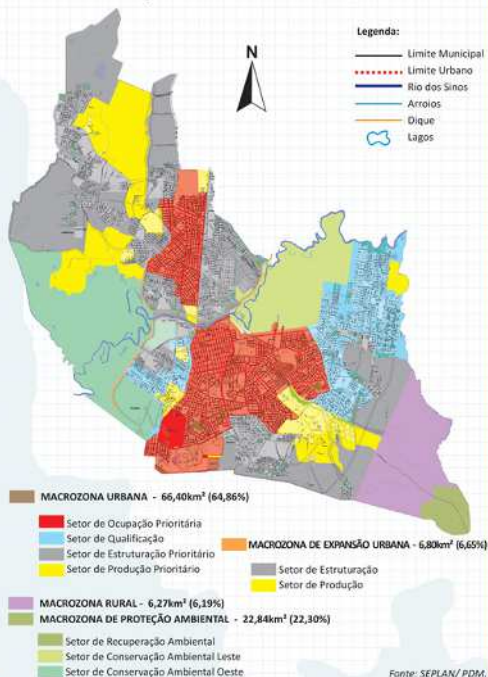 N
Legenda:
Limite Municipal
Limite Urbano
Rio dos Sinos
Arroios
Dique
Lagos
MACROZONA URBANA - 66,40km² (64,86%)
Setor de Ocupação Prioritária
Setor de Qualificação
Setor de Estruturação Prioritário
Setor de Produção Prioritário
MACROZONA DE EXPANSÃO URBANA - 6,80km² (6,65%)
Setor de Estruturação
Setor de Produção
MACROZONA RURAL - 6,27km² (6,19%)
MACROZONA DE PROTEÇÃO AMBIENTAL - 22,84km² (22,30%)
Setor de Recuperação Ambiental
Setor de Conservação Ambiental Leste
Setor de Conservação Ambiental Oeste
Fonte: SEPLAN/ PDM.